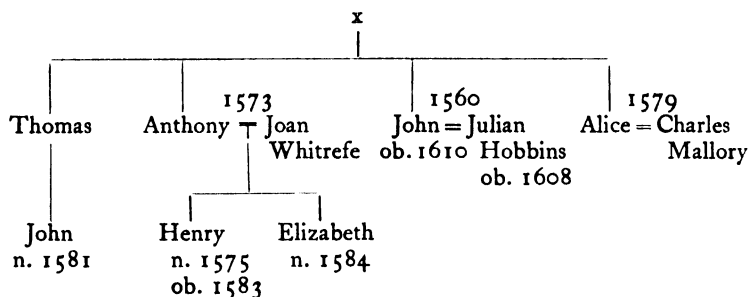 x
1573 1560 1579
Thomas Anthony Joan John = Julian Alice = Charles
Whitrefe ob. 1610 Hobbins Mallory
ob. 1608
John Henry Elizabeth
n. 1581 n. 1575 n. 1584
ob. 1583